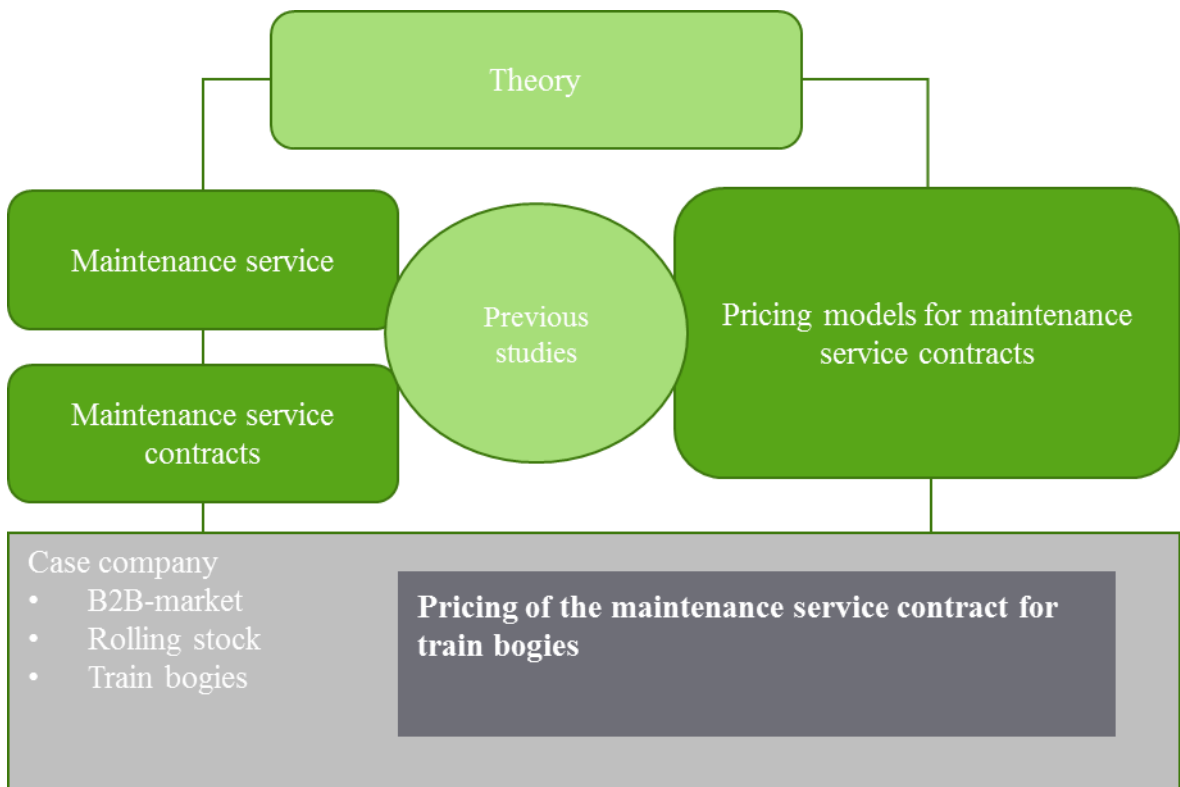 Theory
Maintenance service
Previous
studies
Pricing models for maintenance
service contracts
Maintenance service
contracts
Case company
• B2B-market
• Rolling stock
• Train bogies
Pricing of the maintenance service contract for
train bogies